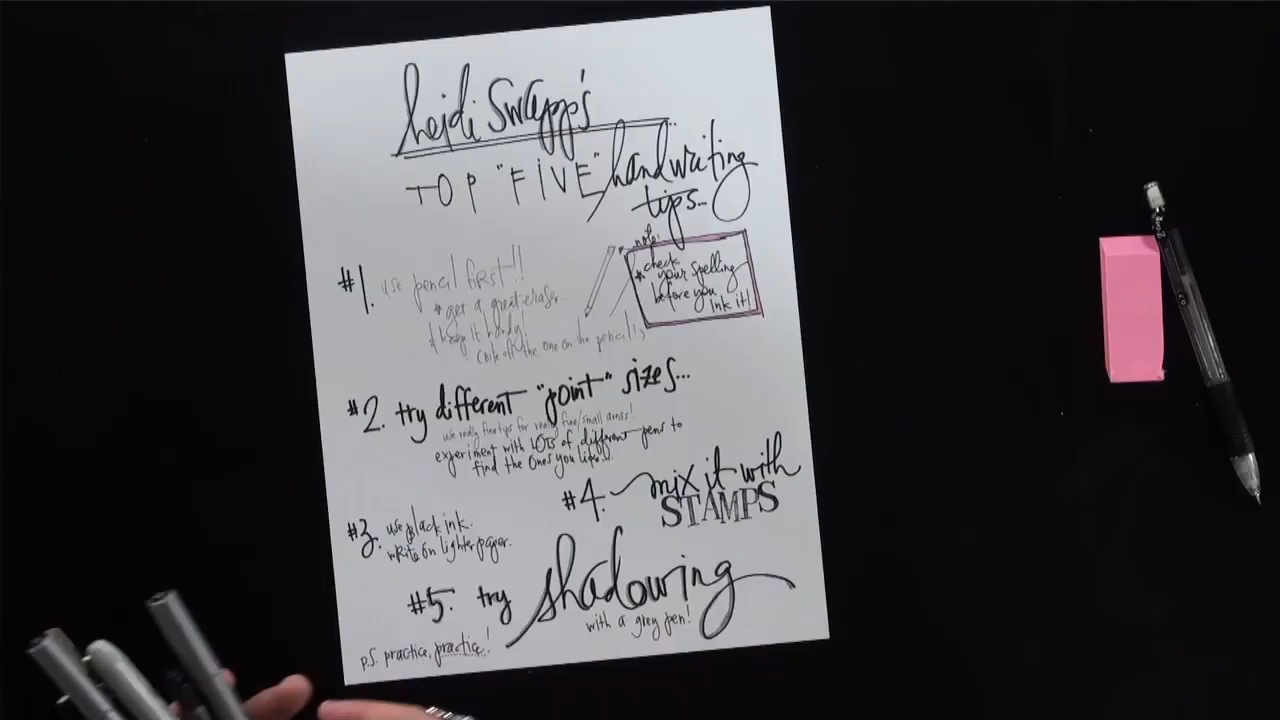 heidi swapp's
TOP "FIVE" handwriting
tips...
note:
* check
your spelling
before you
ink it!
#1. use pencil first!!
* get a great eraser..
& keep it handy!
(bite off the one on the pencil!)
#2. try different "point" sizes...
use really fine tips for really fine/small areas!
experiment with LOTS of different pens to
find the ones you like...
#3. use black ink.
write on lighter paper.
#4. mix it with
STAMPS
#5. try shadowing
with a grey pen!
p.s. practice, practice!